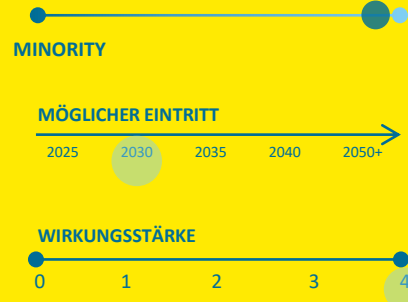 MINORITY
MÖGLICHER EINTRITT
2025 2030 2035 2040 2050+
WIRKUNGSSTÄRKE
0 1 2 3 4